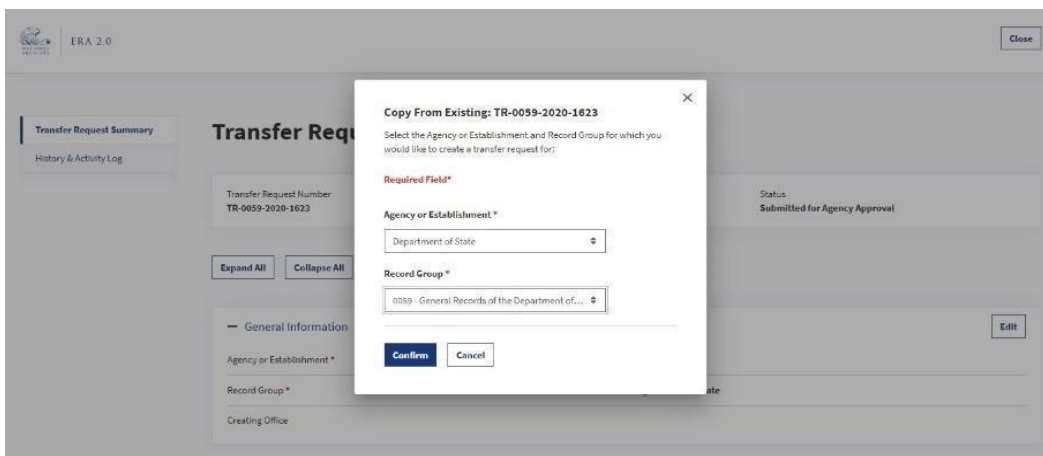 NATIONAL
ARCHIVES
ERA 2.0
Close
Transfer Request Summary
History & Activity Log
Transfer Requ
Transfer Request Number
TR-0059-2020-1623
Status
Submitted for Agency Approval
Expand All
Collapse All
General Information
Edit
Agency or Establishment *
Record Group *
ate
Creating Office
Copy From Existing: TR-0059-2020-1623
Select the Agency or Establishment and Record Group for which you
would like to create a transfer request for:
Required Field*
Agency or Establishment *
Department of State
Record Group *
0059 - General Records of the Department of...
Confirm
Cancel